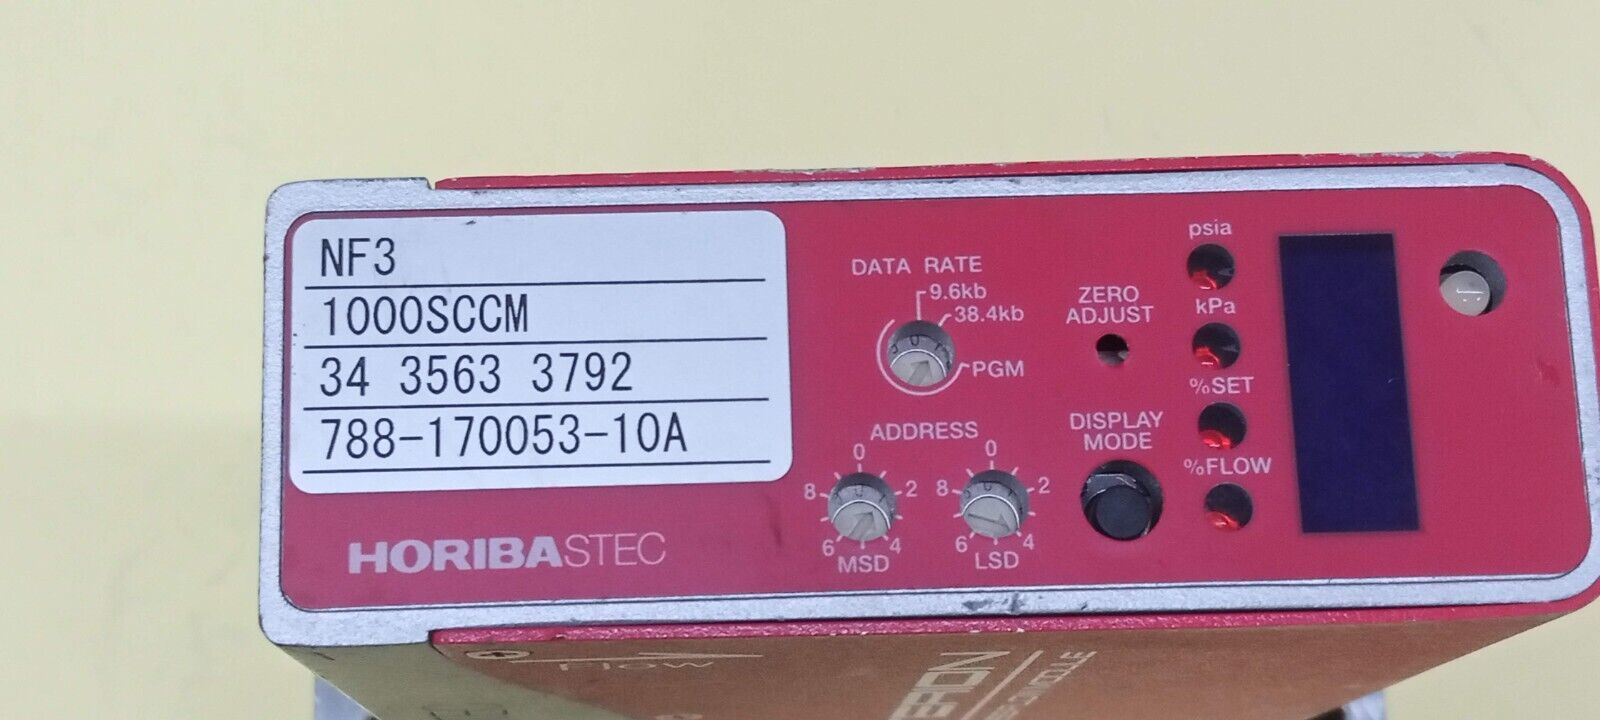 NF3
1000SCCM
34 3563 3792
788-170053-10A
HORIBASTEC
DATA RATE
9.6kb
38.4kb
PGM
ZERO
ADJUST
ADDRESS
0
2
4
6
8
MSD
0
2
4
6
8
LSD
DISPLAY
MODE
psia
kPa
%SET
%FLOW
Flow